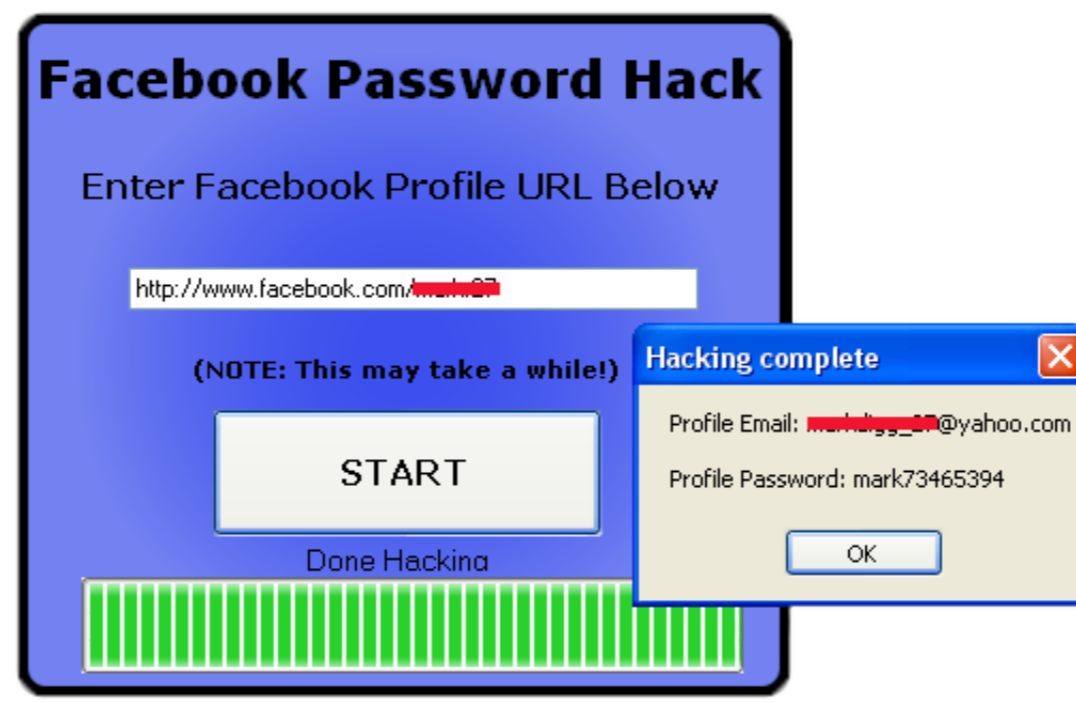 Facebook Password Hack
Enter Facebook Profile URL Below
http://www.facebook.com/
(NOTE: This may take a while!)
START
Done Hacking
Hacking complete
Profile Email: @yahoo.com
Profile Password: mark73465394
OK